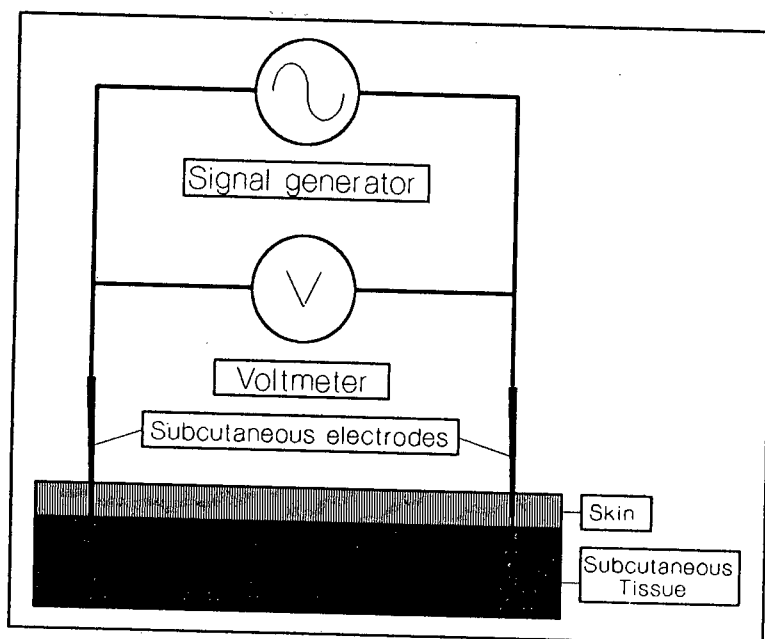 Signal generator
V
Voltmeter
Subcutaneous electrodes
Skin
Subcutaneous
Tissue